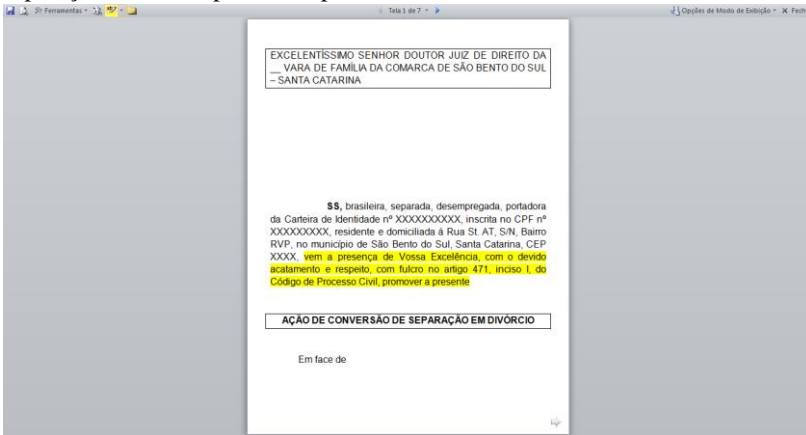 Ferramentas
Tela 1 de 7
Opções de Modo de Exibição
X Fech
EXCELENTÍSSIMO SENHOR DOUTOR JUIZ DE DIREITO DA
__ VARA DE FAMÍLIA DA COMARCA DE SÃO BENTO DO SUL
– SANTA CATARINA
SS, brasileira, separada, desempregada, portadora
da Carteira de Identidade nº XXXXXXXXXX, inscrita no CPF nº
XXXXXXXXX, residente e domiciliada à Rua St. AT, S/N, Bairro
RVP, no município de São Bento do Sul, Santa Catarina, CEP
XXXX, vem a presença de Vossa Excelência, com o devido
acatamento e respeito, com fulcro no artigo 471, inciso I, do
Código de Processo Civil, promover a presente
AÇÃO DE CONVERSÃO DE SEPARAÇÃO EM DIVÓRCIO
Em face de